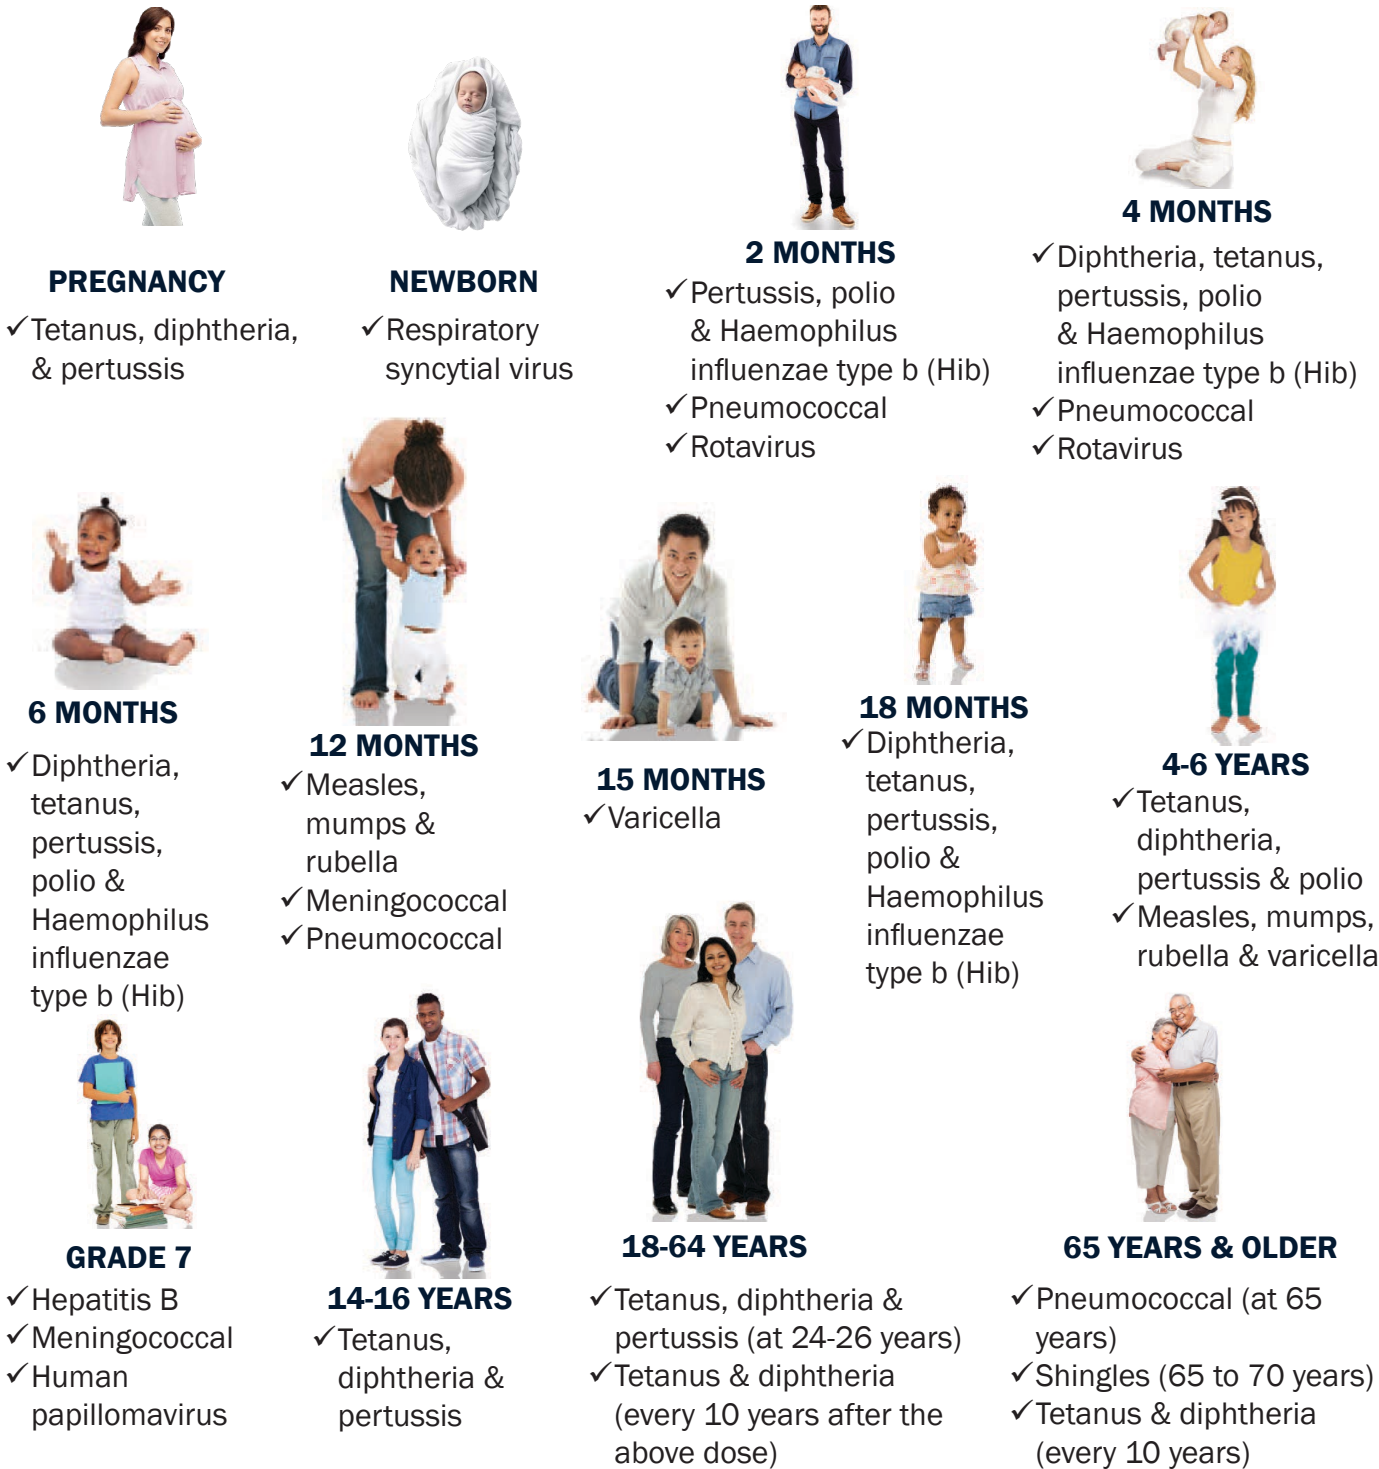 PREGNANCY
✓Tetanus, diphtheria,
& pertussis
NEWBORN
✓Respiratory
syncytial virus
2 MONTHS
✓Pertussis, polio
& Haemophilus
influenzae type b (Hib)
✓Pneumococcal
✓Rotavirus
4 MONTHS
✓Diphtheria, tetanus,
pertussis, polio
& Haemophilus
influenzae type b (Hib)
✓Pneumococcal
✓Rotavirus
6 MONTHS
✓Diphtheria,
tetanus,
pertussis,
polio &
Haemophilus
influenzae
type b (Hib)
12 MONTHS
✓Measles,
mumps &
rubella
✓Meningococcal
✓Pneumococcal
15 MONTHS
✓Varicella
18 MONTHS
✓Diphtheria,
tetanus,
pertussis,
polio &
Haemophilus
influenzae
type b (Hib)
4-6 YEARS
✓Tetanus,
diphtheria,
pertussis & polio
✓Measles, mumps,
rubella & varicella
GRADE 7
✓Hepatitis B
✓Meningococcal
✓Human
papillomavirus
14-16 YEARS
✓Tetanus,
diphtheria &
pertussis
18-64 YEARS
✓Tetanus, diphtheria &
pertussis (at 24-26 years)
✓Tetanus & diphtheria
(every 10 years after the
above dose)
65 YEARS & OLDER
✓Pneumococcal (at 65
years)
✓Shingles (65 to 70 years)
✓Tetanus & diphtheria
(every 10 years)